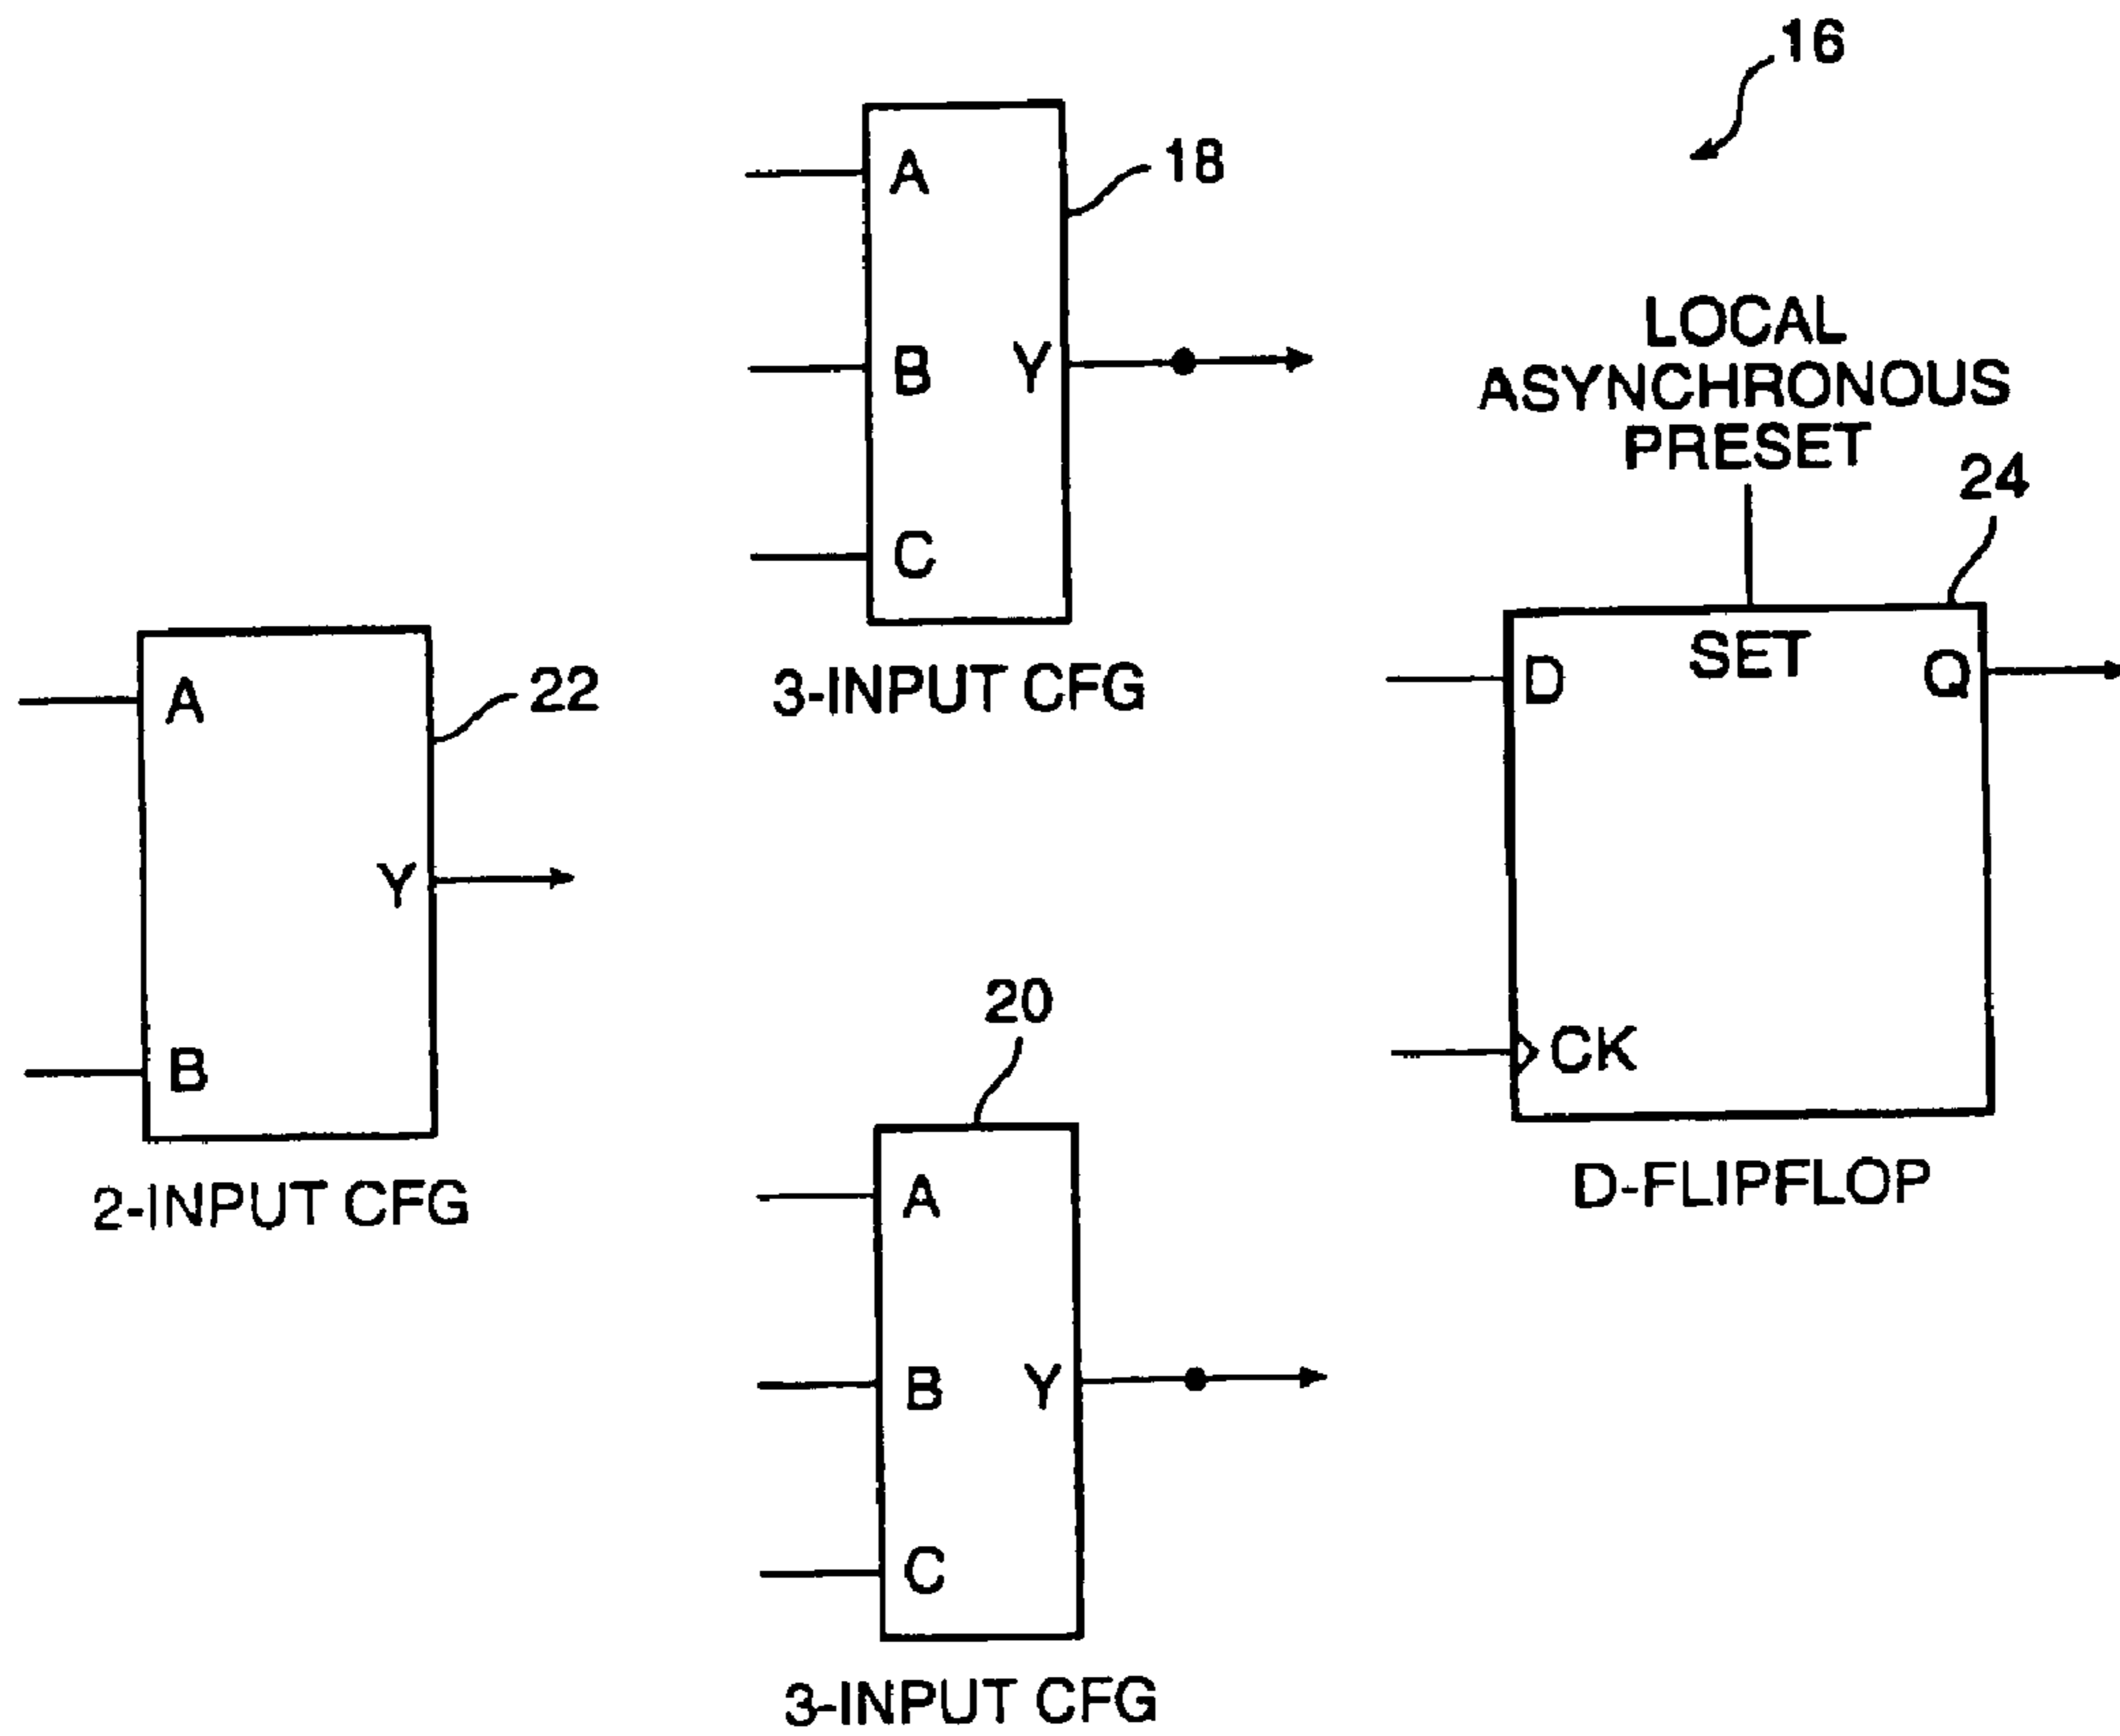 16
A
18
B
Y
C
3-INPUT CFG
LOCAL
ASYNCHRONOUS
PRESET
24
SET
D
Q
CK
D-FLIPFLOP
A
22
Y
B
2-INPUT CFG
20
A
B
Y
C
3-INPUT CFG